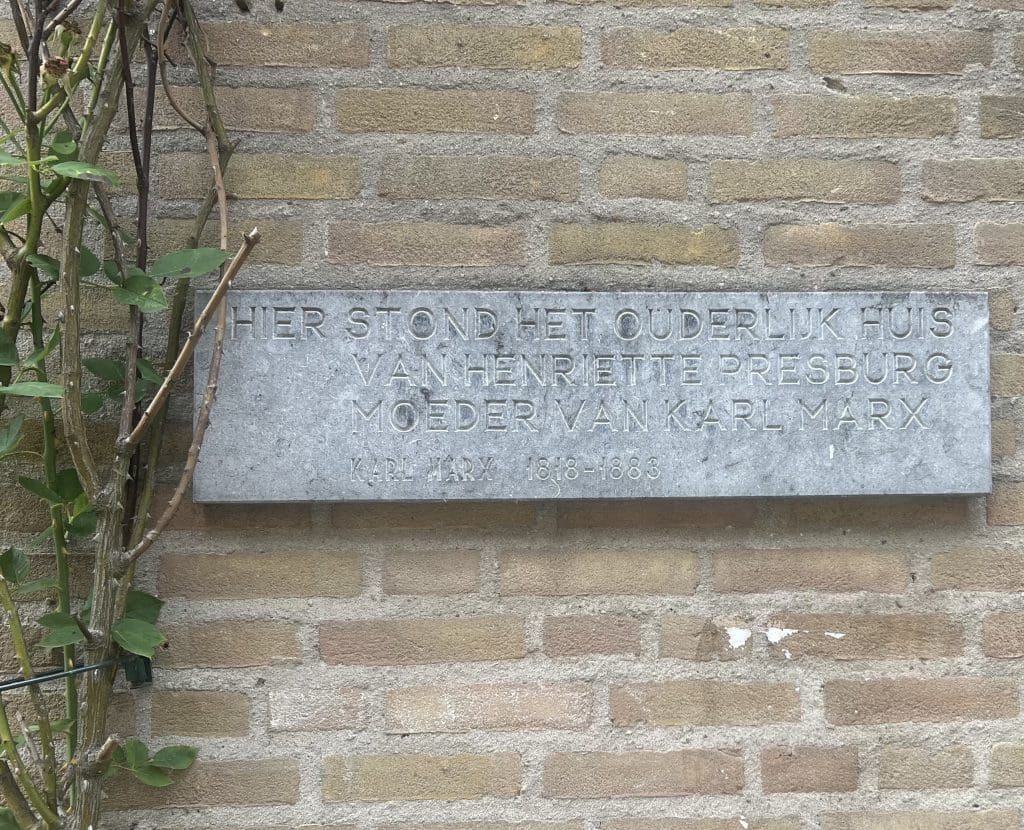 HIER STOND HET OUDERLIJK HUIS
VAN HENRIETTE PRESBURG
MOEDER VAN KARL MARX
KARL MARX 1818-1883